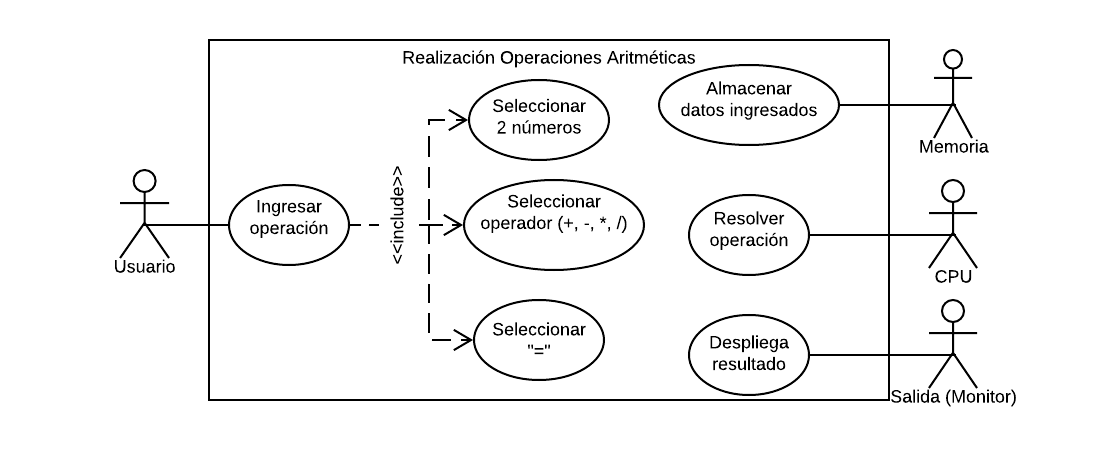 Realización Operaciones Aritméticas
Usuario
Ingresar
operación
<<include>>
Seleccionar
2 números
Seleccionar
operador (+, -, *, /)
Seleccionar
"="
Almacenar
datos ingresados
Memoria
Resolver
operación
CPU
Despliega
resultado
Salida (Monitor)